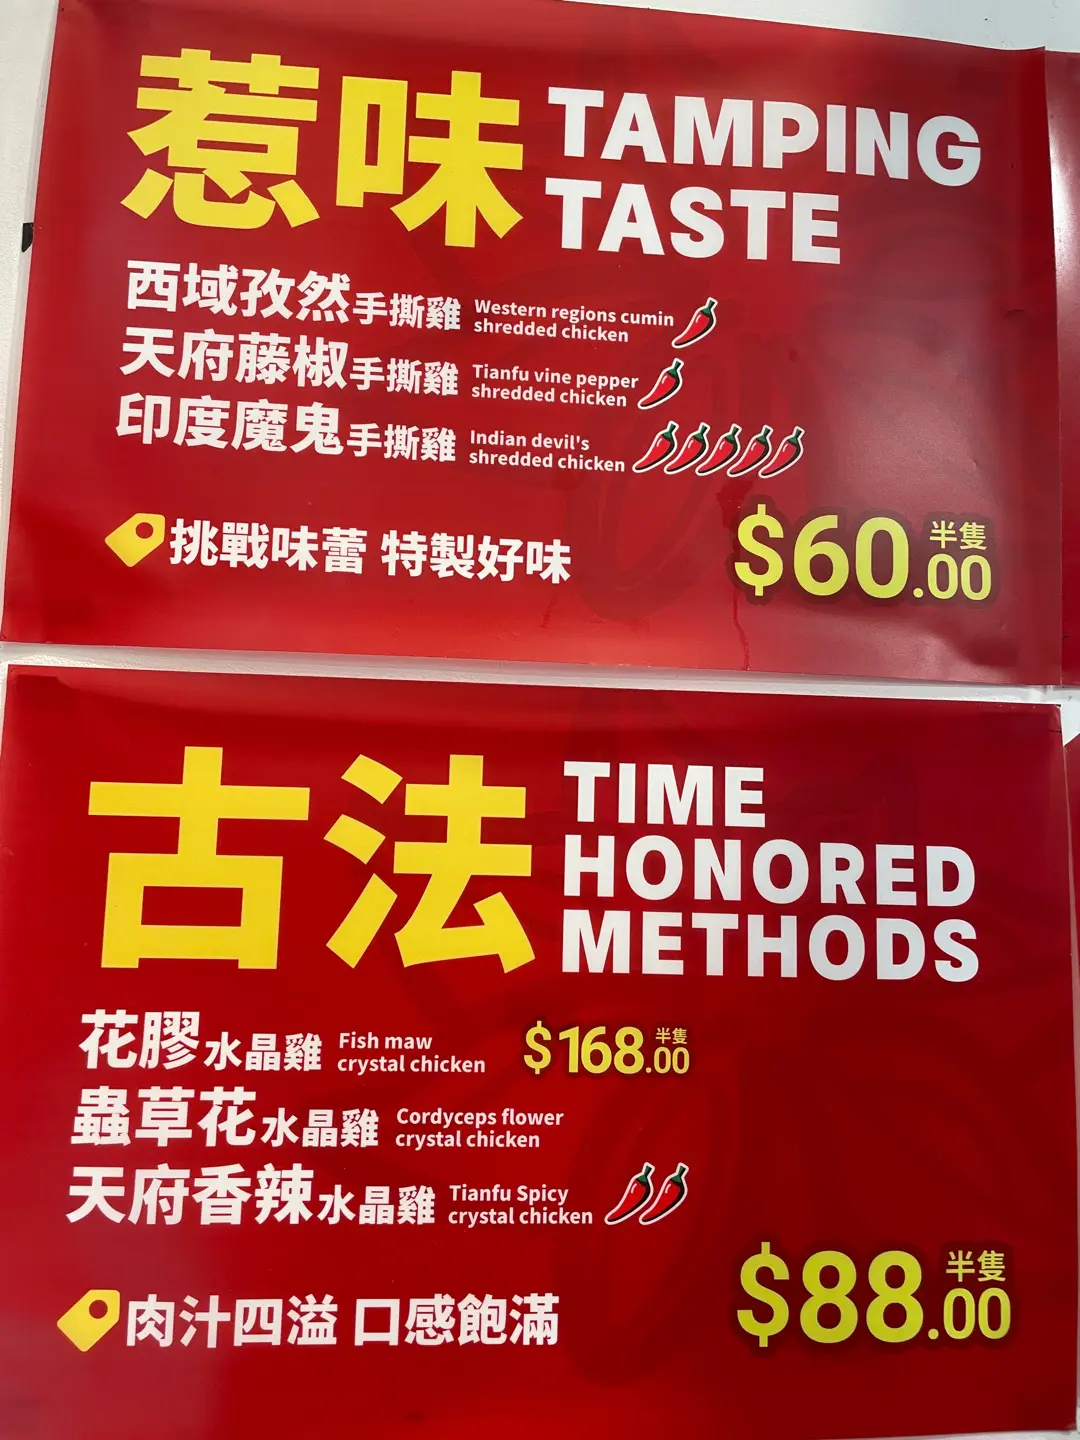 惹味 TAMPING
TASTE
西域孜然手撕雞 Western regions cumin
shredded chicken
天府藤椒手撕雞 Tianfu vine pepper
shredded chicken
印度魔鬼手撕雞 Indian devil's
shredded chicken
挑戰味蕾 特製好味
$60.00 半隻
古法 TIME
HONORED
METHODS
花膠水晶雞 Fish maw
crystal chicken
$168.00 半隻
蟲草花水晶雞 Cordyceps flower
crystal chicken
天府香辣水晶雞 Tianfu Spicy
crystal chicken
肉汁四溢 口感飽滿
$88.00 半隻